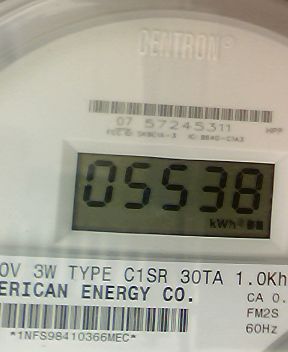 CENTRON®
07 57245311
HPP
05538
kWh
0V 3W TYPE C1SR 30TA 1.0Kh
ERICAN ENERGY CO.
CA 0.
FM2S
*1NFS98410366MEC*
60Hz